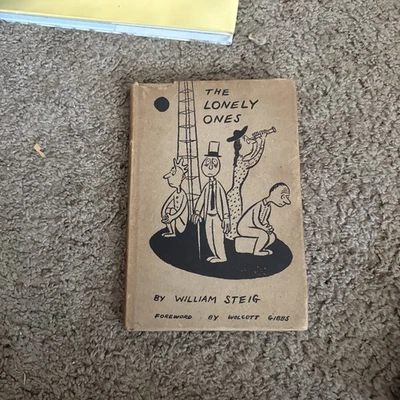 THE
LONELY
ONES
BY WILLIAM STEIG
FOREWORD BY WOLCOTT GIBBS